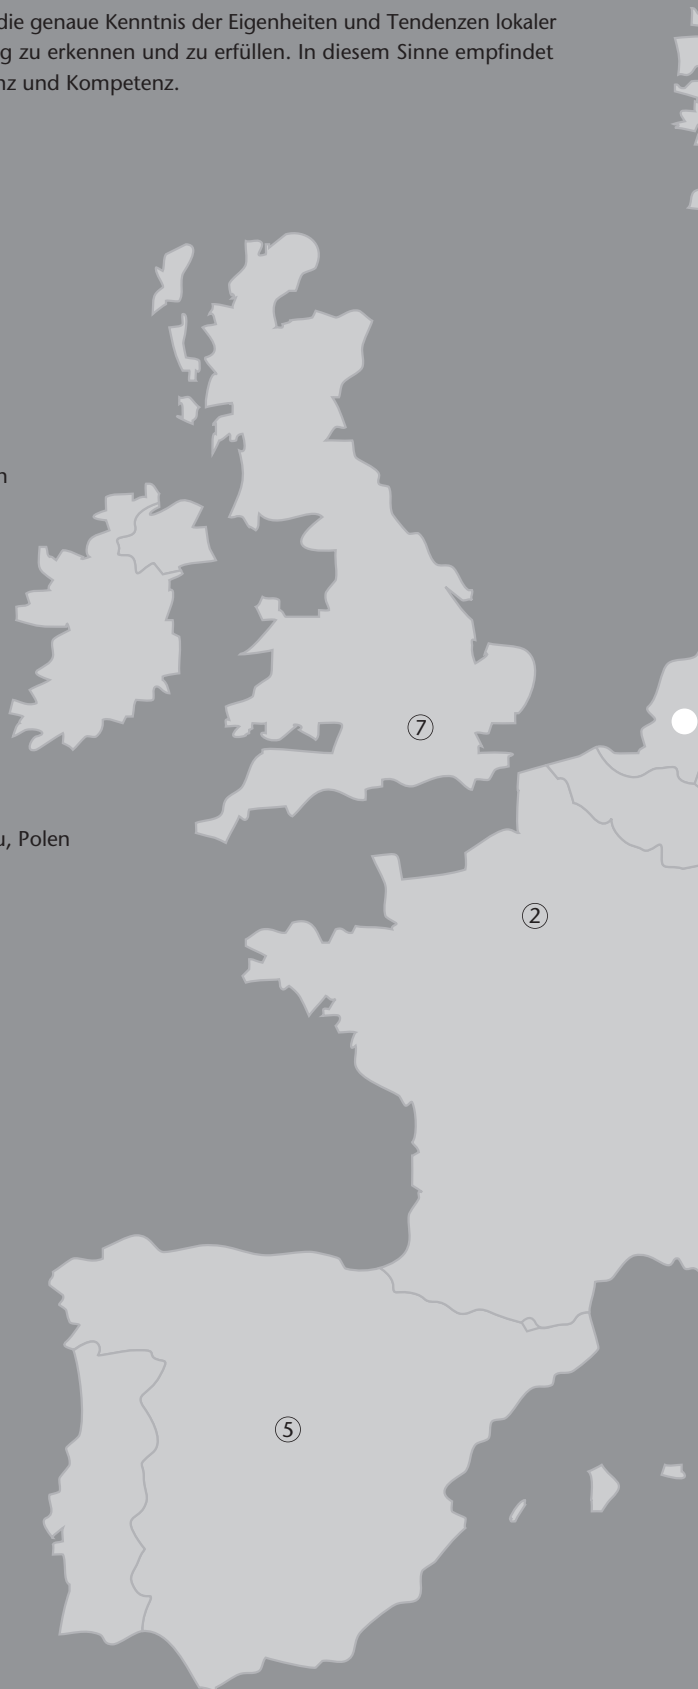 die genaue Kenntnis der Eigenheiten und Tendenzen lokaler
g zu erkennen und zu erfüllen. In diesem Sinne empfindet
nz und Kompetenz.
n
⑦
u, Polen
②
⑤